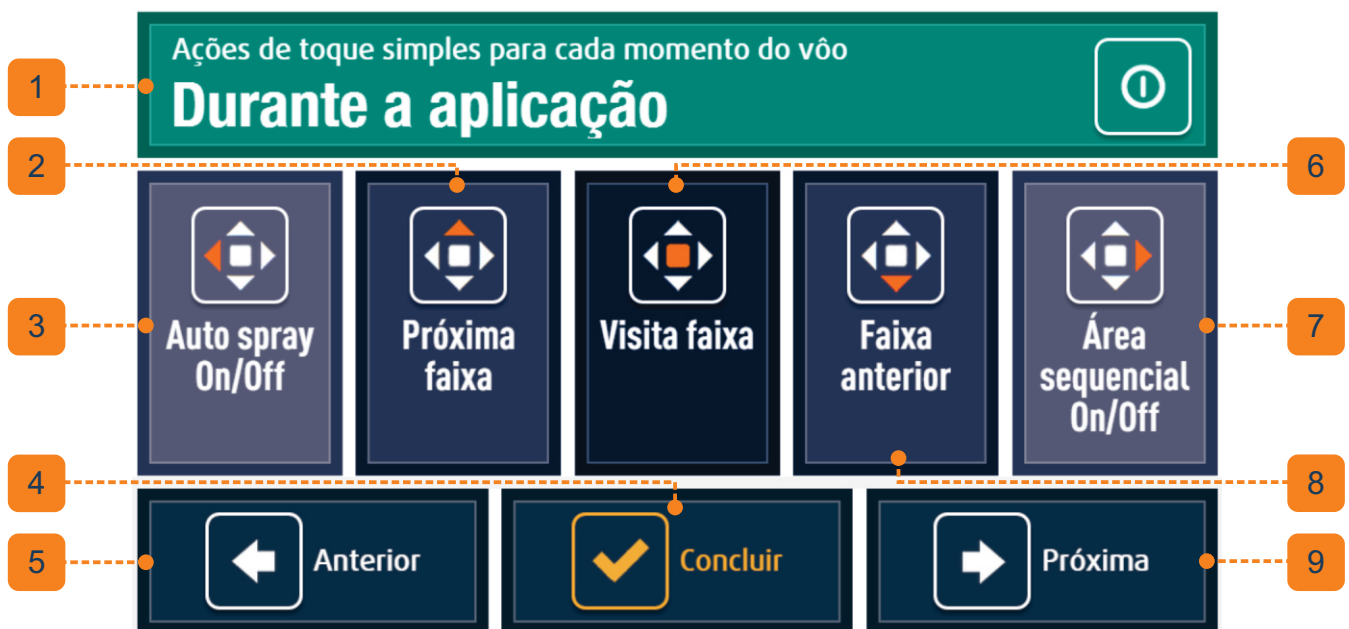 1
Ações de toque simples para cada momento do vôo
Durante a aplicação
2
6
3
Auto spray
On/Off
Próxima
faixa
Visita faixa
Faixa
anterior
Área
sequencial
On/Off
7
4
8
5
Anterior
Concluir
Próxima
9